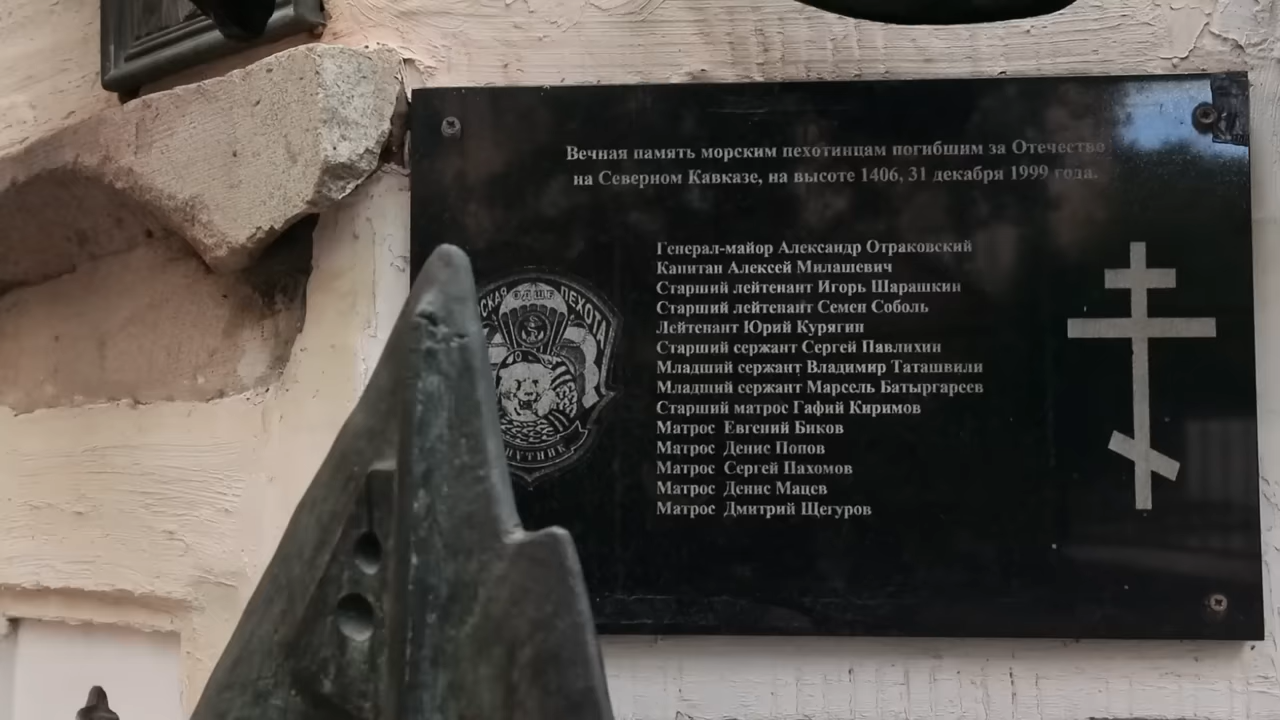 Вечная память морским пехотинцам погибшим за Отечество
на Северном Кавказе, на высоте 1406, 31 декабря 1999 года.
Генерал-майор Александр Отраковский
Капитан Алексей Милашевич
Старший лейтенант Игорь Шарашкин
Старший лейтенант Семен Соболь
Лейтенант Юрий Курягин
Старший сержант Сергей Павлихин
Младший сержант Владимир Таташвили
Младший сержант Марсель Батыргареев
Старший матрос Гафий Киримов
Матрос Евгений Биков
Матрос Денис Попов
Матрос Сергей Пахомов
Матрос Денис Мацев
Матрос Дмитрий Щегуров
ОДШБ
ПЕХОТА